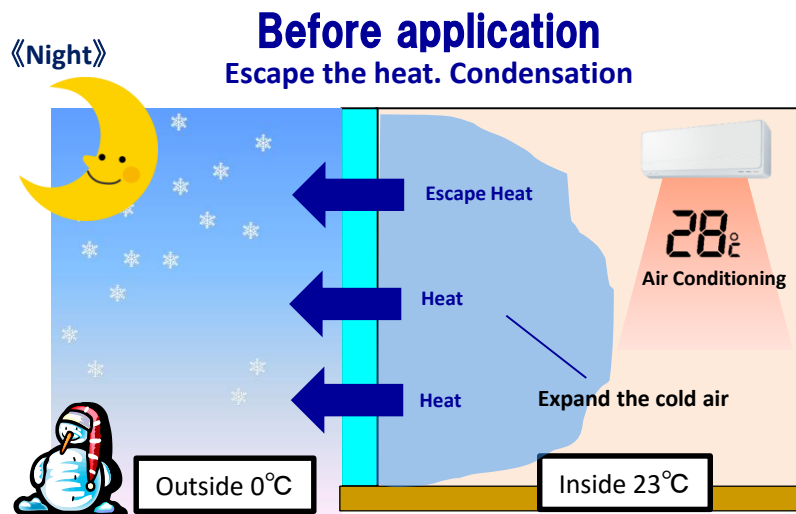 Before application
《Night》
Escape the heat. Condensation
Escape Heat
28℃
Air Conditioning
Heat
Heat
Expand the cold air
Outside 0℃
Inside 23℃